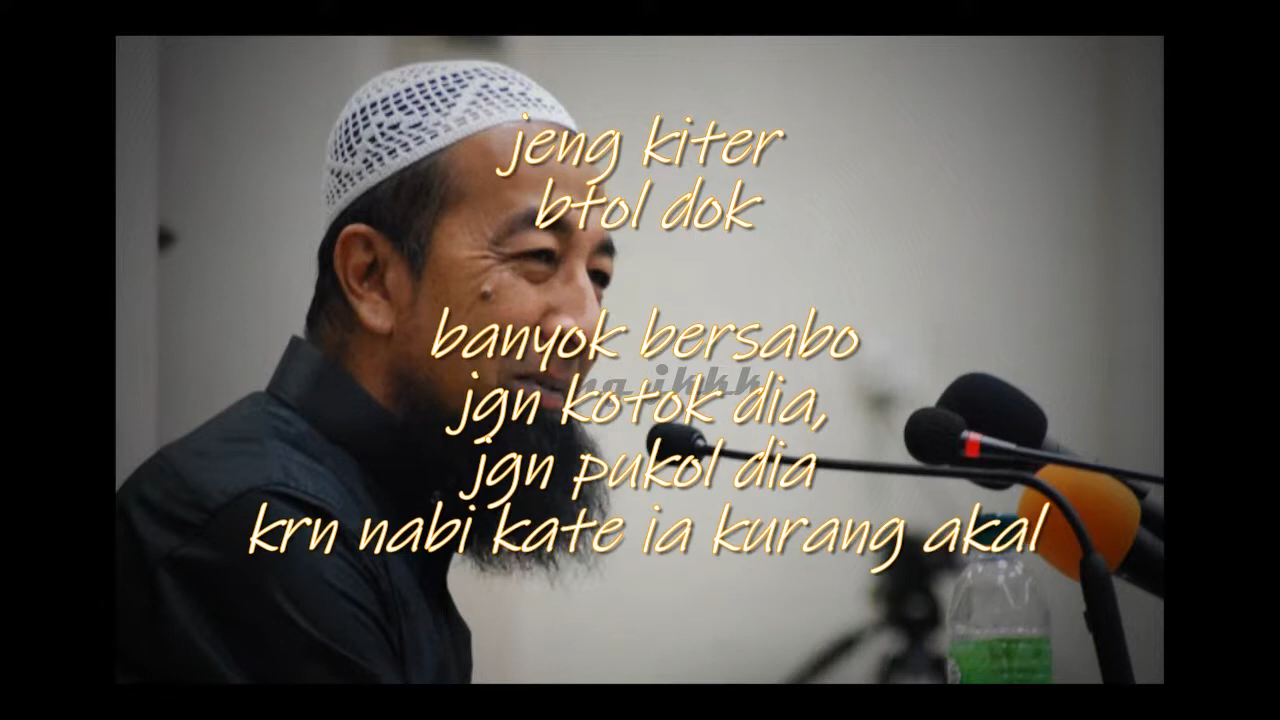 jeng kiter
btol dok
banyok bersabo
jgn kotok dia,
jgn pukol dia
krn nabi kate ia kurang akal